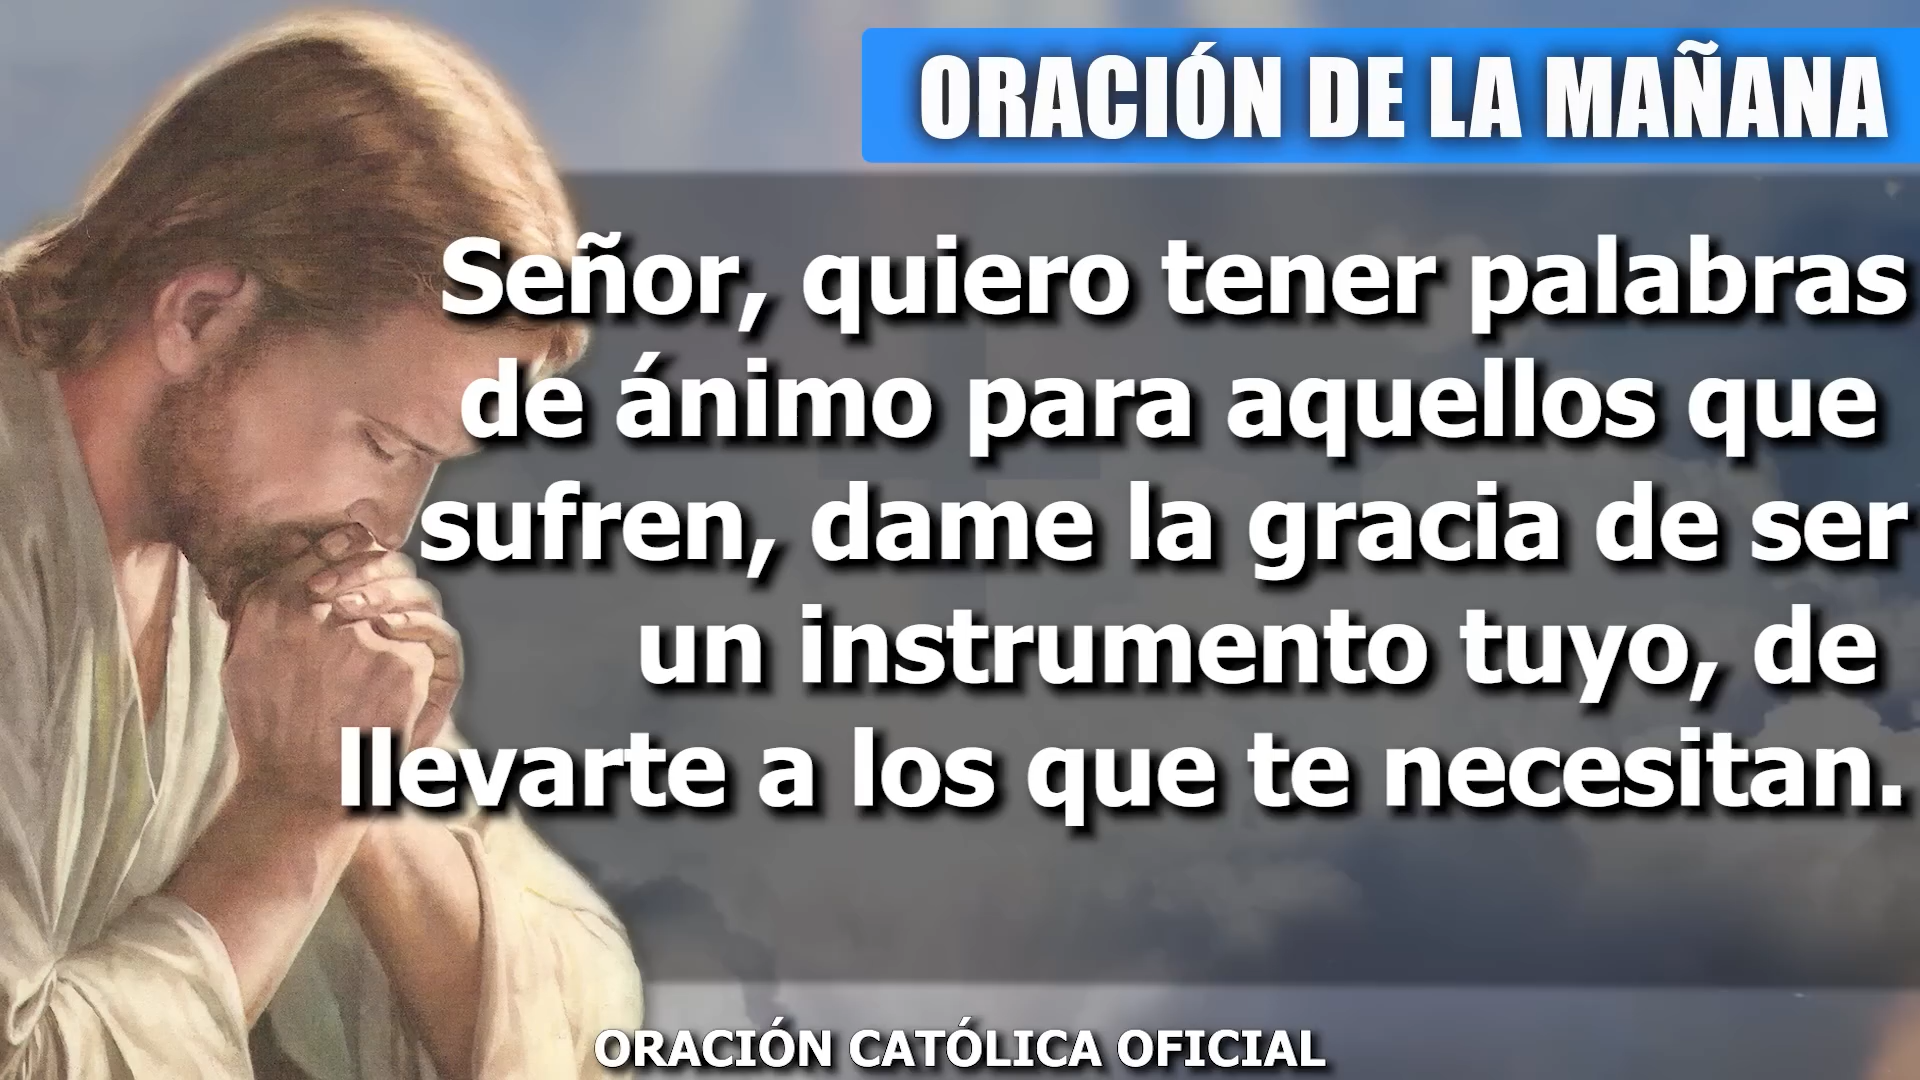 ORACIÓN DE LA MAÑANA
Señor, quiero tener palabras
de ánimo para aquellos que
sufren, dame la gracia de ser
un instrumento tuyo, de
llevarte a los que te necesitan.
ORACIÓN CATÓLICA OFICIAL